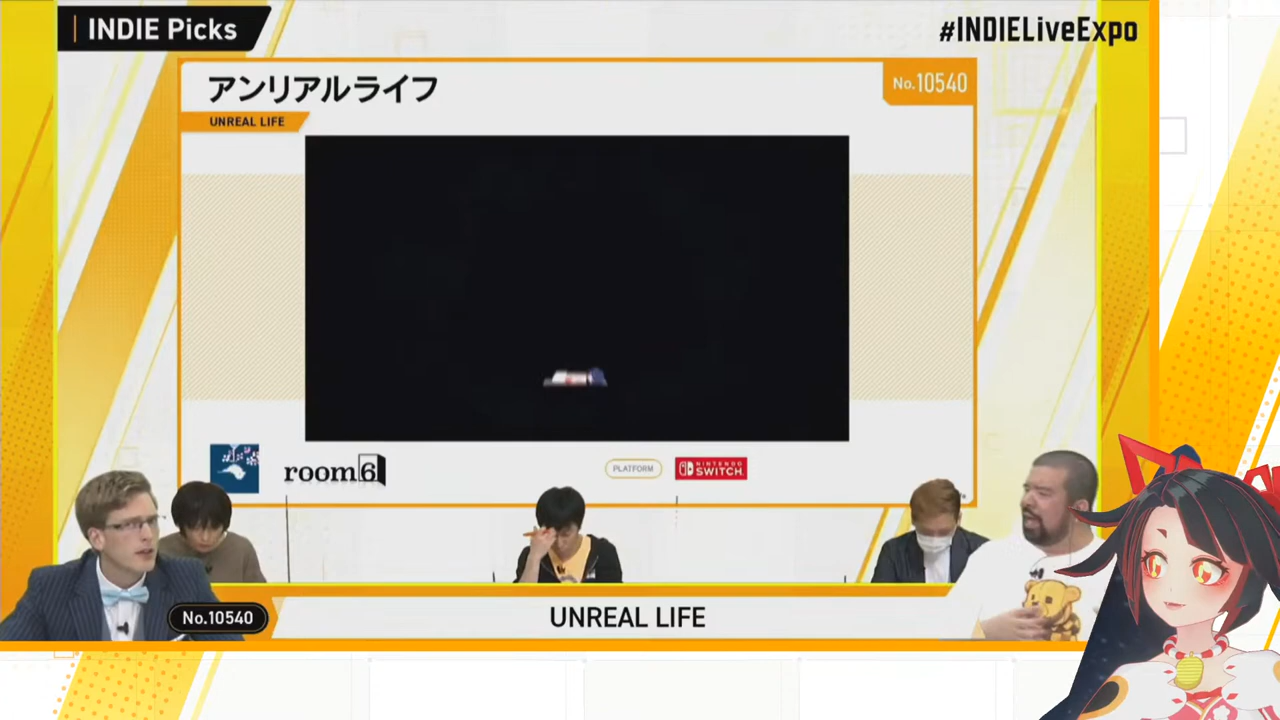 INDIE Picks
#INDIELiveExpo
アンリアルライフ
No.10540
UNREAL LIFE
room6
PLATFORM
NINTENDO
SWITCH
No.10540
UNREAL LIFE